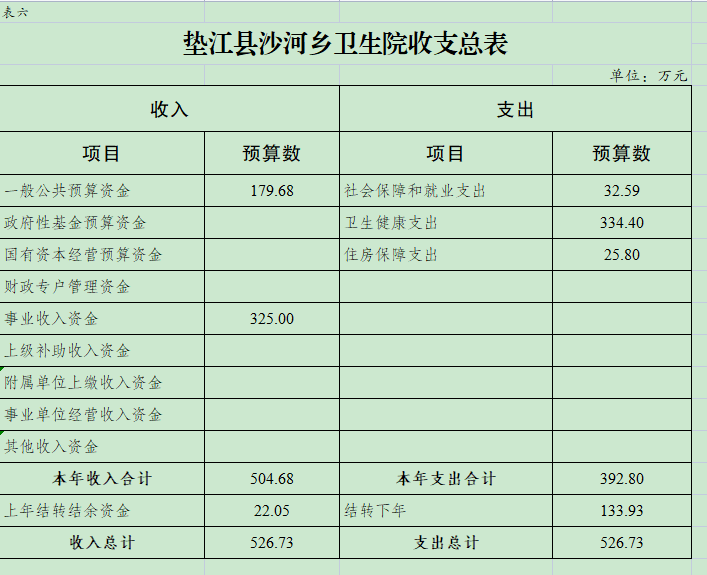 表六
垫江县沙河乡卫生院收支总表
单位：万元
收入 支出
项目 预算数 项目 预算数
一般公共预算资金 179.68 社会保障和就业支出 32.59
政府性基金预算资金 卫生健康支出 334.40
国有资本经营预算资金 住房保障支出 25.80
财政专户管理资金
事业收入资金 325.00
上级补助收入资金
附属单位上缴收入资金
事业单位经营收入资金
其他收入资金
本年收入合计 504.68 本年支出合计 392.80
上年结转结余资金 22.05 结转下年 133.93
收入总计 526.73 支出总计 526.73